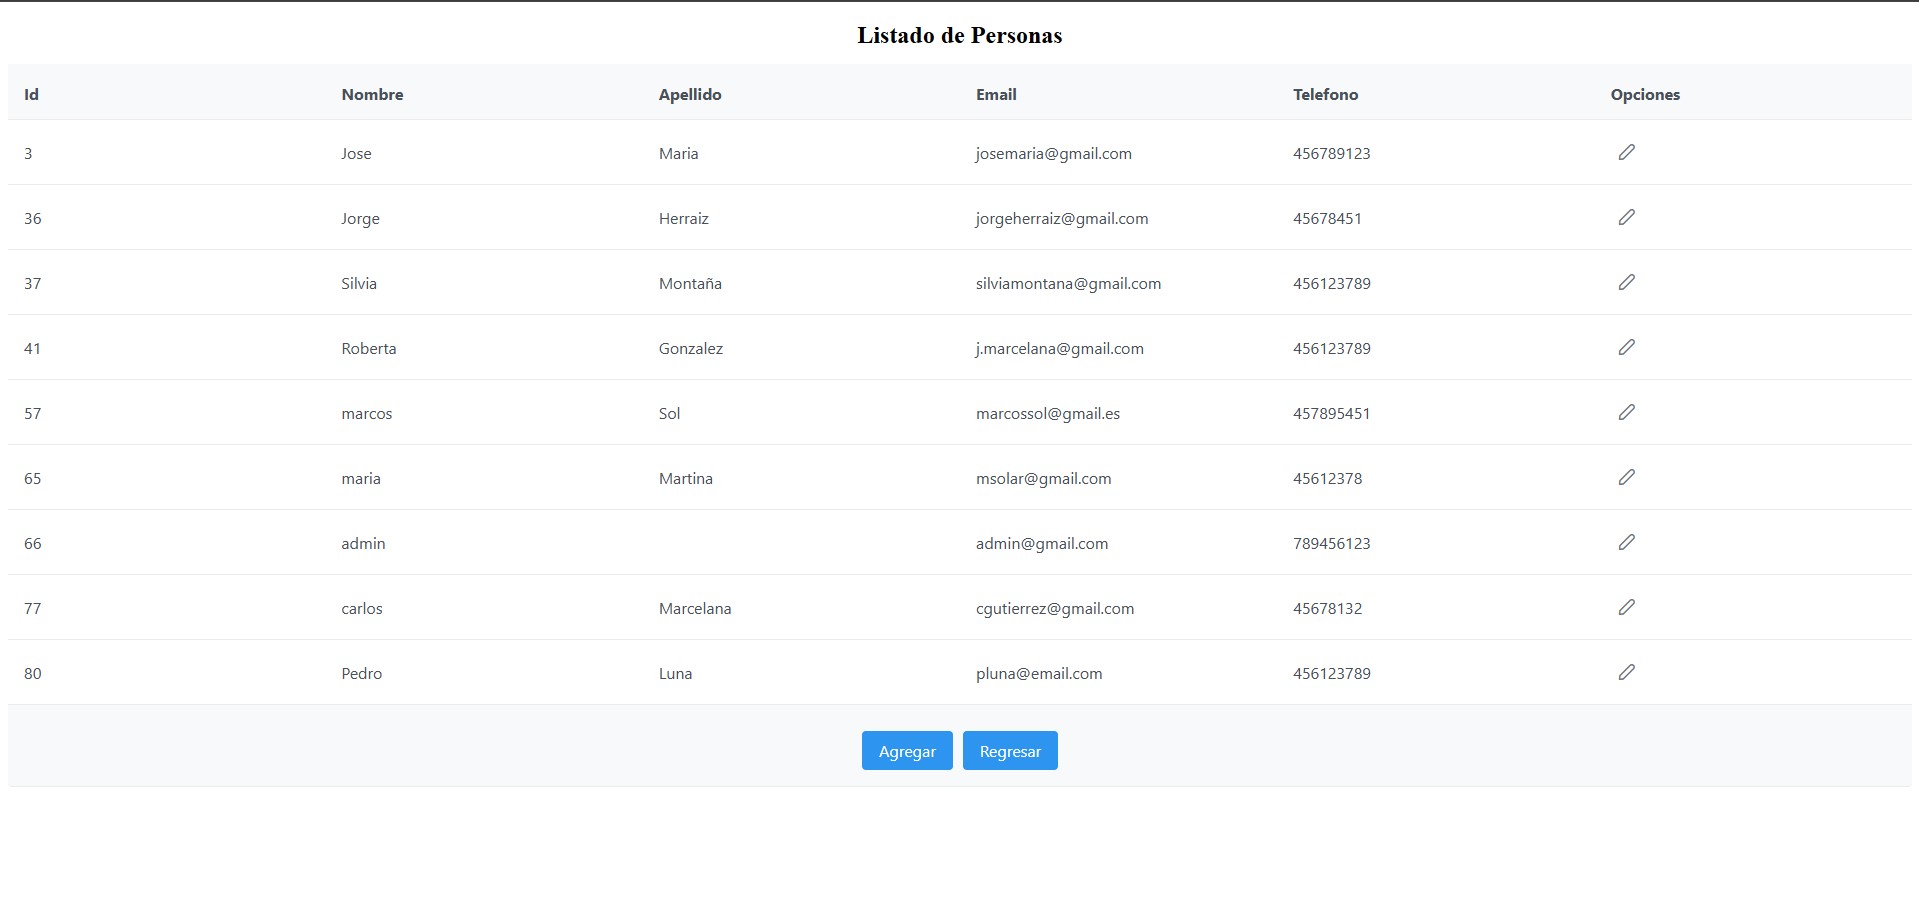 Listado de Personas
Id Nombre Apellido Email Telefono Opciones
3 Jose Maria josemaria@gmail.com 456789123
36 Jorge Herraiz jorgeherraiz@gmail.com 45678451
37 Silvia Montaña silviamontana@gmail.com 456123789
41 Roberta Gonzalez j.marcelana@gmail.com 456123789
57 marcos Sol marcossol@gmail.es 457895451
65 maria Martina msolar@gmail.com 45612378
66 admin admin@gmail.com 789456123
77 carlos Marcelana cgutierrez@gmail.com 45678132
80 Pedro Luna pluna@email.com 456123789
Agregar Regresar